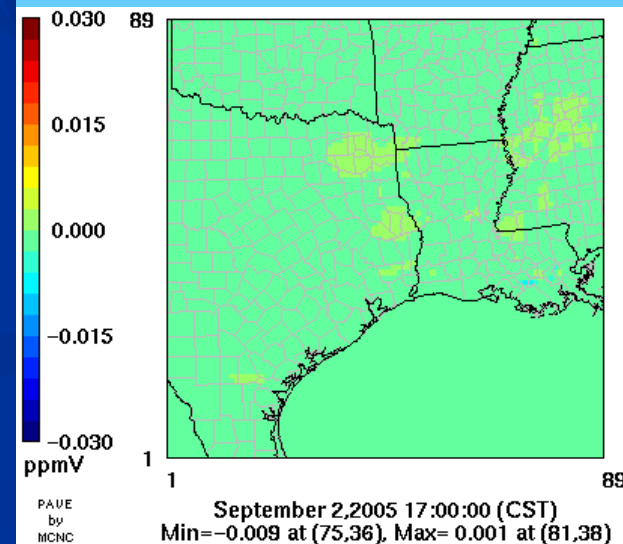 0.030
0.015
0.000
−0.015
−0.030
ppmV
89
1
1
89
PAVE
by
MCNC
September 2,2005 17:00:00 (CST)
Min=−0.009 at (75,36), Max= 0.001 at (81,38)